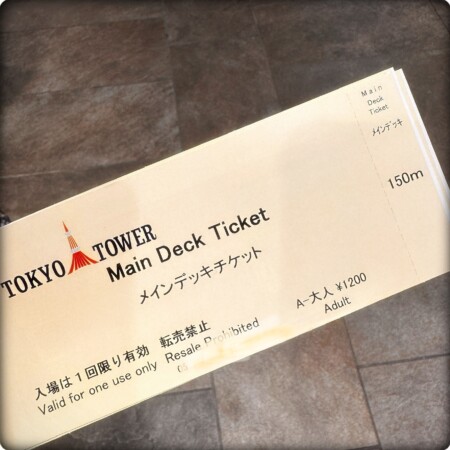 TOKYO TOWER
Main Deck Ticket
メインデッキチケット
入場は1回限り有効 転売禁止
Valid for one use only Resale Prohibited
A-大人 ¥1200
Adult
Main
Deck
Ticket
メインデッキ
150m